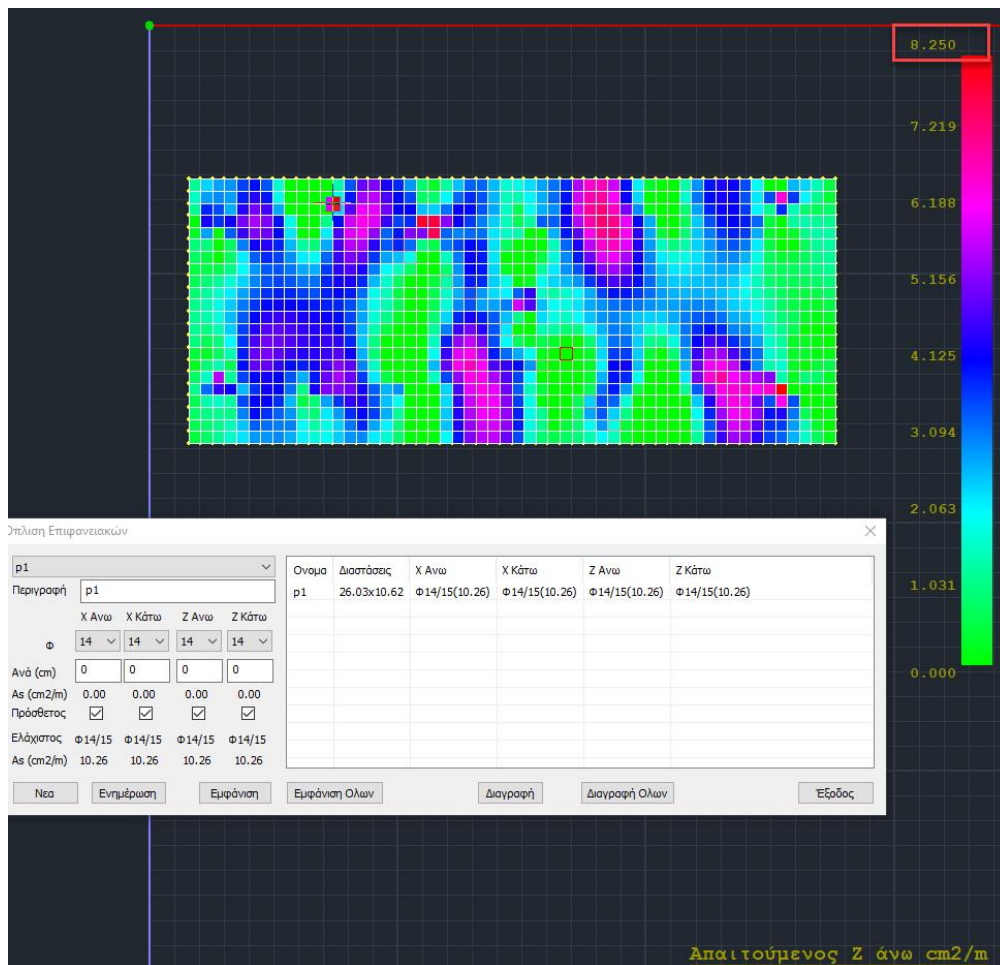 8.250
7.219
6.188
5.156
4.125
3.094
2.063
1.031
0.000
Οπλιση Επιφανειακών
p1
Περιγραφή p1
X Ανω X Κάτω Z Ανω Z Κάτω
Φ 14 14 14 14
Ανά (cm) 0 0 0 0
As (cm2/m) 0.00 0.00 0.00 0.00
Πρόσθετος
Ελάχιστος Φ14/15 Φ14/15 Φ14/15 Φ14/15
As (cm2/m) 10.26 10.26 10.26 10.26
Ονομα Διαστάσεις X Ανω X Κάτω Z Ανω Z Κάτω
p1 26.03x10.62 Φ14/15(10.26) Φ14/15(10.26) Φ14/15(10.26) Φ14/15(10.26)
Νεα Ενημέρωση Εμφάνιση Εμφάνιση Ολων Διαγραφή Διαγραφή Ολων Έξοδος
Απαιτούμενος Z άνω cm2/m